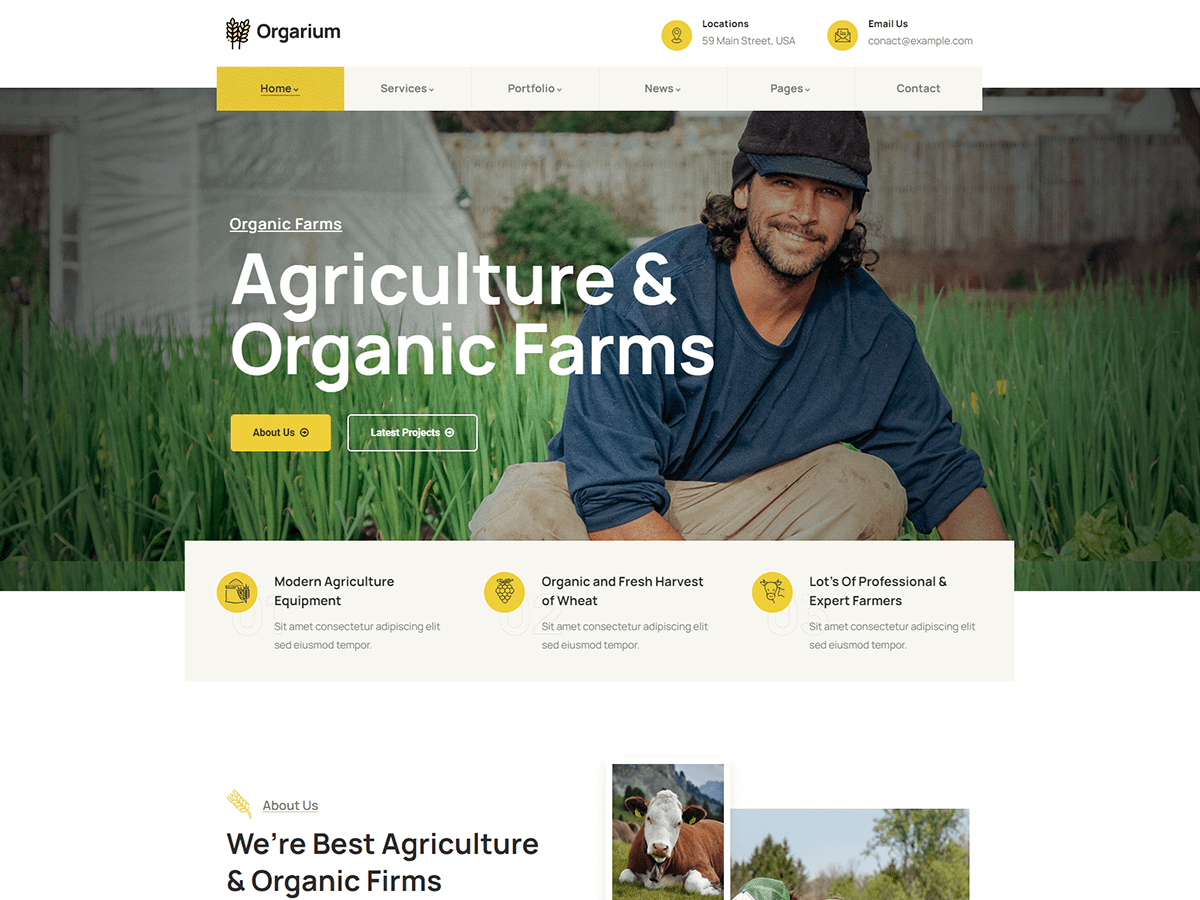 Orgarium
Locations
59 Main Street, USA
Email Us
conact@example.com
Home
Services
Portfolio
News
Pages
Contact
Organic Farms
Agriculture &
Organic Farms
About Us
Latest Projects
01
Modern Agriculture
Equipment
Sit amet consectetur adipiscing elit
sed eiusmod tempor.
02
Organic and Fresh Harvest
of Wheat
Sit amet consectetur adipiscing elit
sed eiusmod tempor.
03
Lot's Of Professional &
Expert Farmers
Sit amet consectetur adipiscing elit
sed eiusmod tempor.
About Us
We're Best Agriculture
& Organic Firms